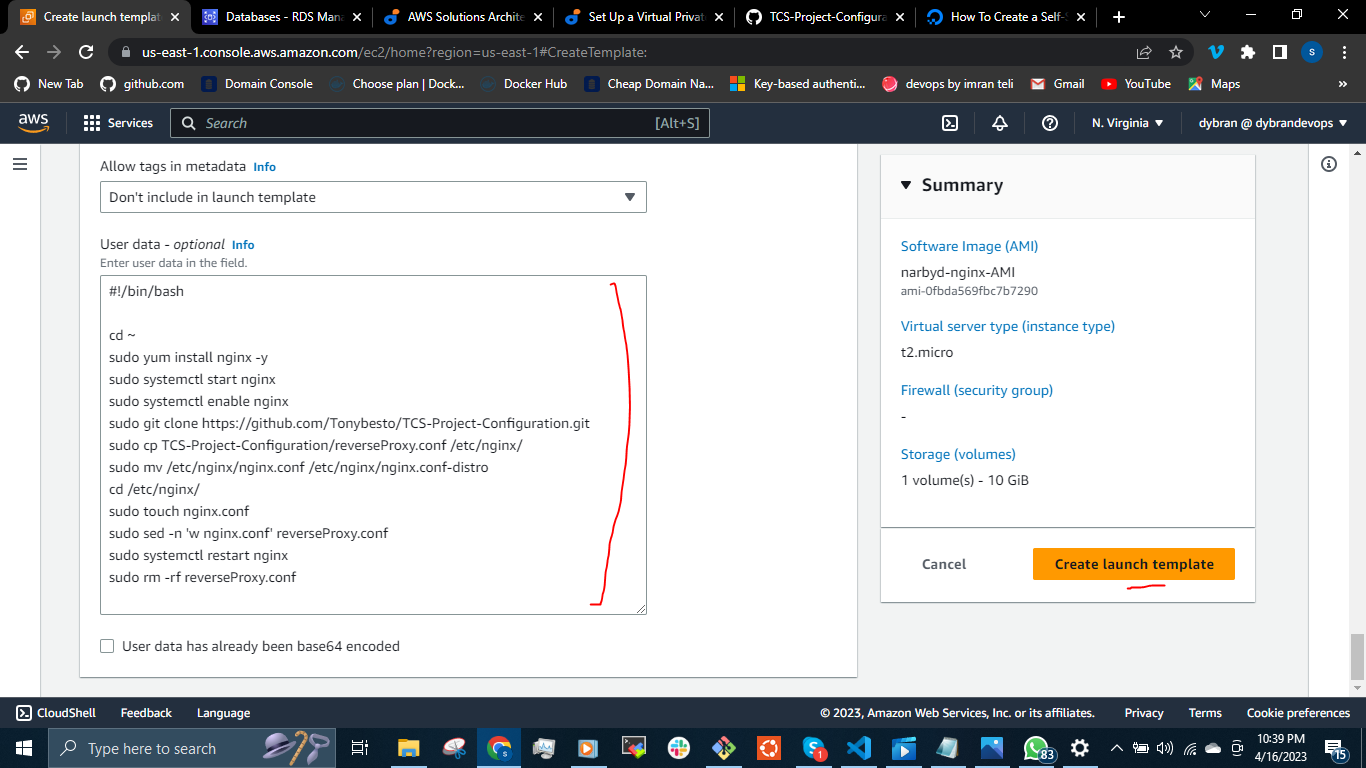 Create launch templat
Databases - RDS Mana
AWS Solutions Archite
Set Up a Virtual Privat
TCS-Project-Configura
How To Create a Self-S
us-east-1.console.aws.amazon.com/ec2/home?region=us-east-1#CreateTemplate:
S
New Tab
github.com
Domain Console
Choose plan | Dock...
Docker Hub
Cheap Domain Na...
Key-based authenti...
devops by imran teli
Gmail
YouTube
Maps
»
aws
Services
Search
[Alt+S]
N. Virginia
dybran @ dybrandevops
Allow tags in metadata Info
Don't include in launch template
User data - optional Info
Enter user data in the field.
#!/bin/bash
cd ~
sudo yum install nginx -y
sudo systemctl start nginx
sudo systemctl enable nginx
sudo git clone https://github.com/Tonybesto/TCS-Project-Configuration.git
sudo cp TCS-Project-Configuration/reverseProxy.conf /etc/nginx/
sudo mv /etc/nginx/nginx.conf /etc/nginx/nginx.conf-distro
cd /etc/nginx/
sudo touch nginx.conf
sudo sed -n 'w nginx.conf' reverseProxy.conf
sudo systemctl restart nginx
sudo rm -rf reverseProxy.conf
User data has already been base64 encoded
Summary
Software Image (AMI)
narbyd-nginx-AMI
ami-0fbda569fbc7b7290
Virtual server type (instance type)
t2.micro
Firewall (security group)
-
Storage (volumes)
1 volume(s) - 10 GiB
Cancel
Create launch template
CloudShell
Feedback
Language
© 2023, Amazon Web Services, Inc. or its affiliates.
Privacy
Terms
Cookie preferences
Type here to search
1
83
10:39 PM
4/16/2023
15